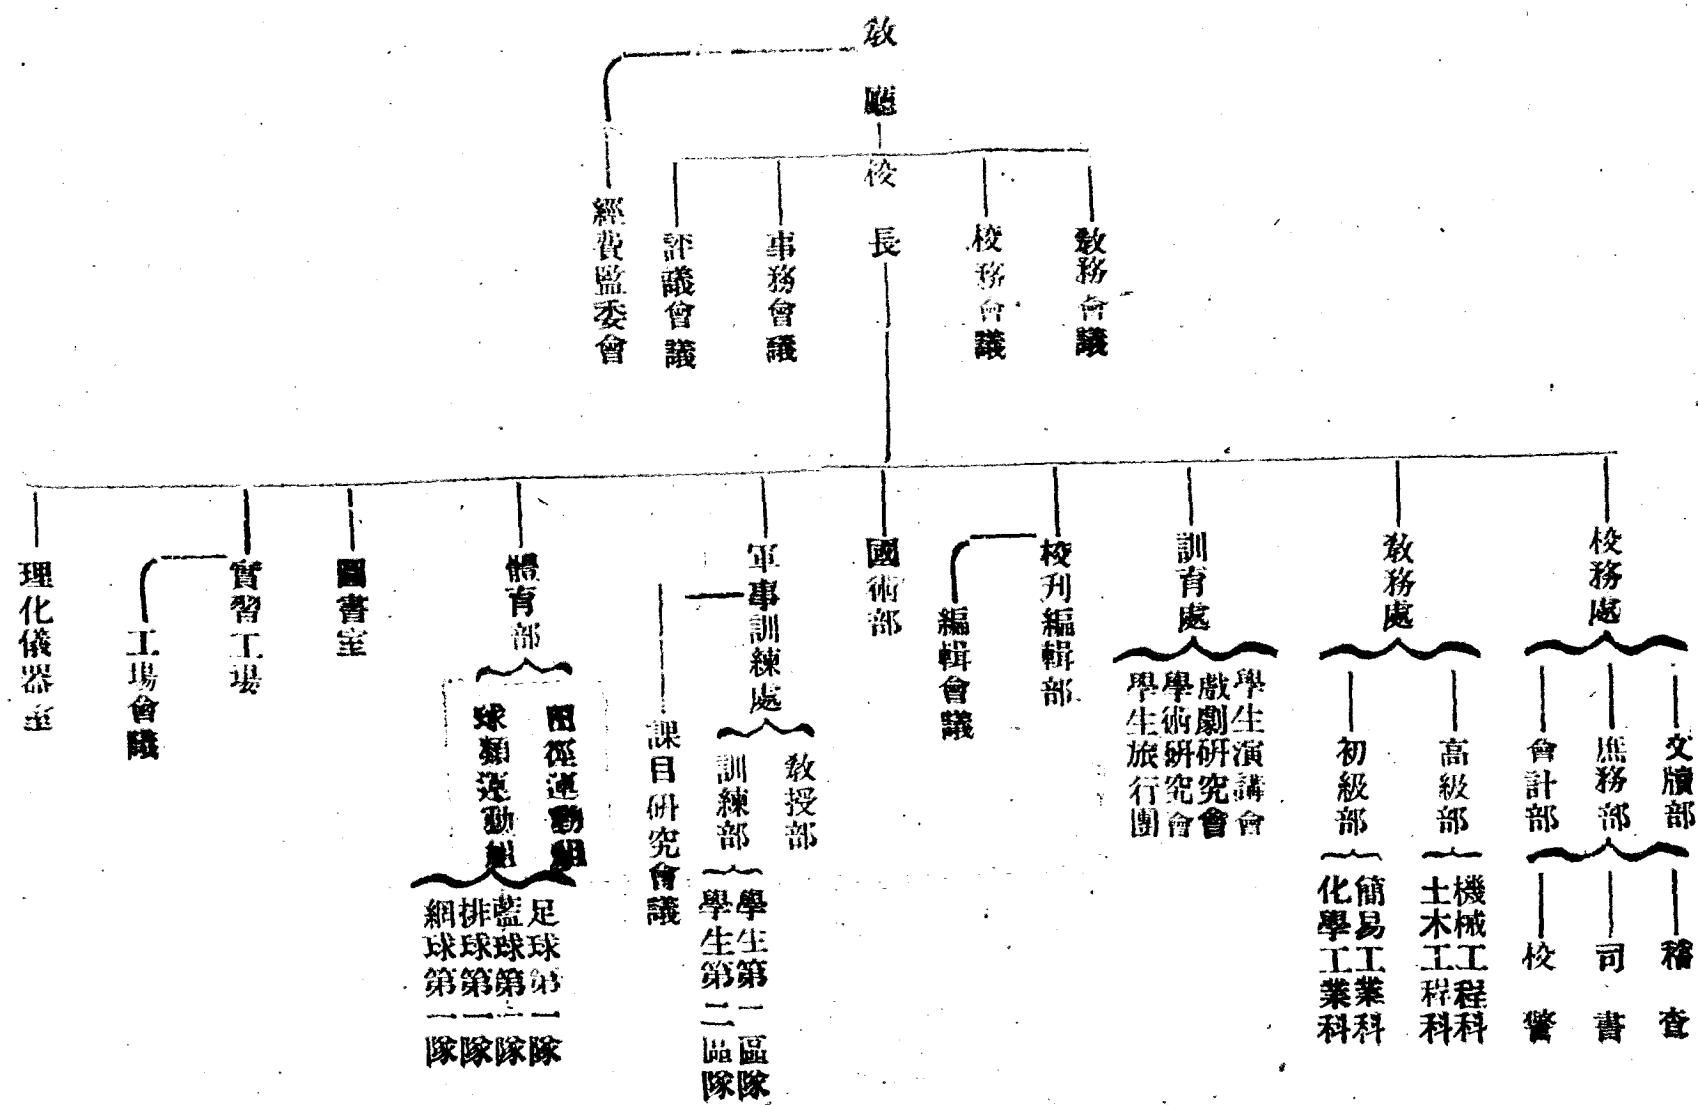 教廳
校長
教務會議
校務會議
事務會議
評議會議
經費監委會
校務處
文牘部
庶務部
會計部
稽查
司書
校警
教務處
高級部
機械工程科
土木工程科
初級部
簡易工業科
化學工業科
訓育處
學生演講會
戲劇研究會
學術研究會
學生旅行團
校刊編輯部
編輯會議
國術部
軍事訓練處
教授部
訓練部
學生第一區隊
學生第二區隊
課目研究會議
體育部
田徑運動組
球類運動組
足球第一隊
藍球第一隊
排球第一隊
網球第一隊
圖書室
實習工場
工場會議
理化儀器室